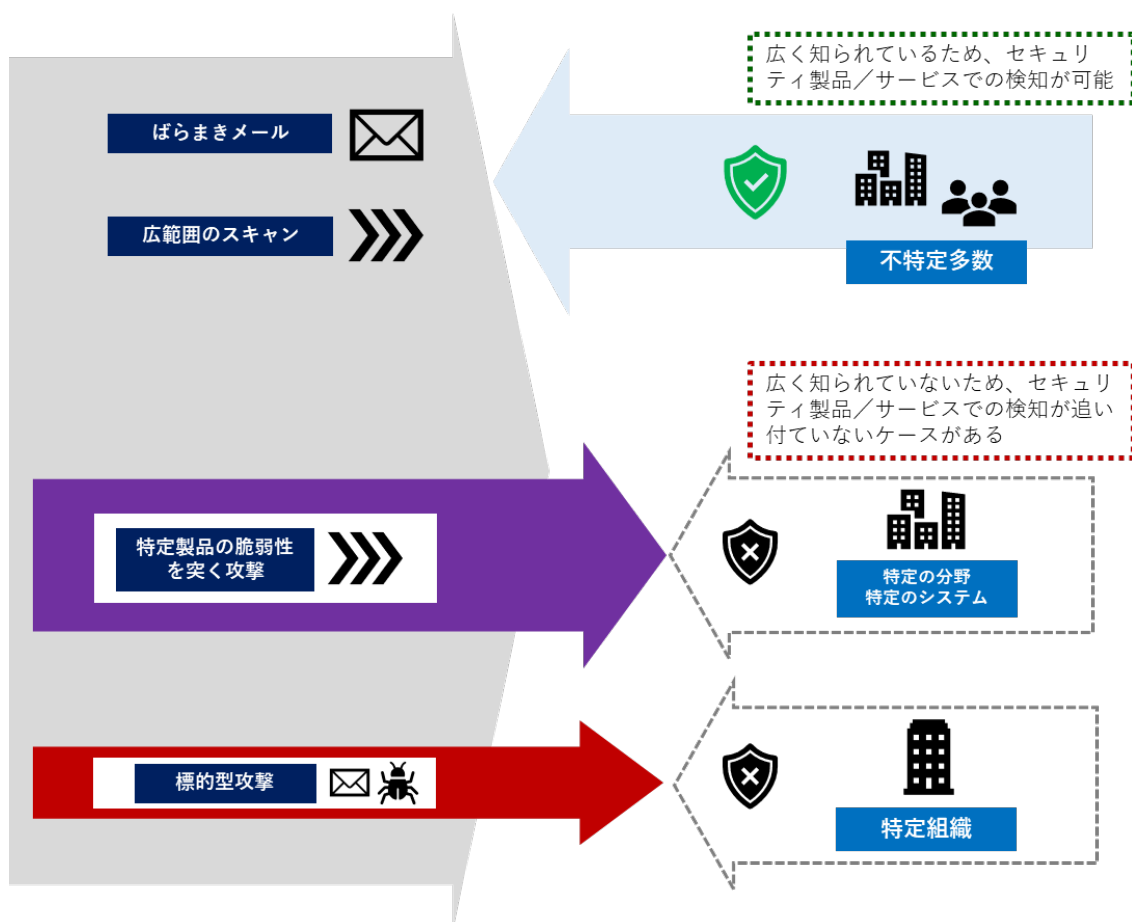 広く知られているため、セキュリ
ティ製品／サービスでの検知が可能
ばらまきメール
広範囲のスキャン
不特定多数
広く知られていないため、セキュリ
ティ製品／サービスでの検知が追い
付ていないケースがある
特定製品の脆弱性
を突く攻撃
特定の分野
特定のシステム
標的型攻撃
特定組織